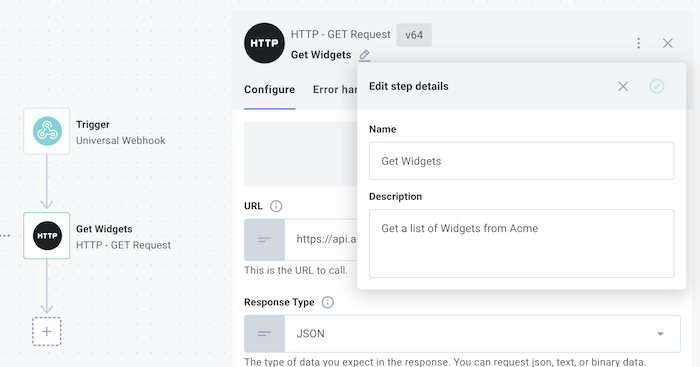 HTTP
HTTP - GET Request
v64
Get Widgets
Configure
Error har
Edit step details
Name
Get Widgets
Description
Get a list of Widgets from Acme
Trigger
Universal Webhook
HTTP
Get Widgets
HTTP - GET Request
URL
https://api.a
This is the URL to call.
Response Type
JSON
The type of data you expect in the response. You can request json, text, or binary data.